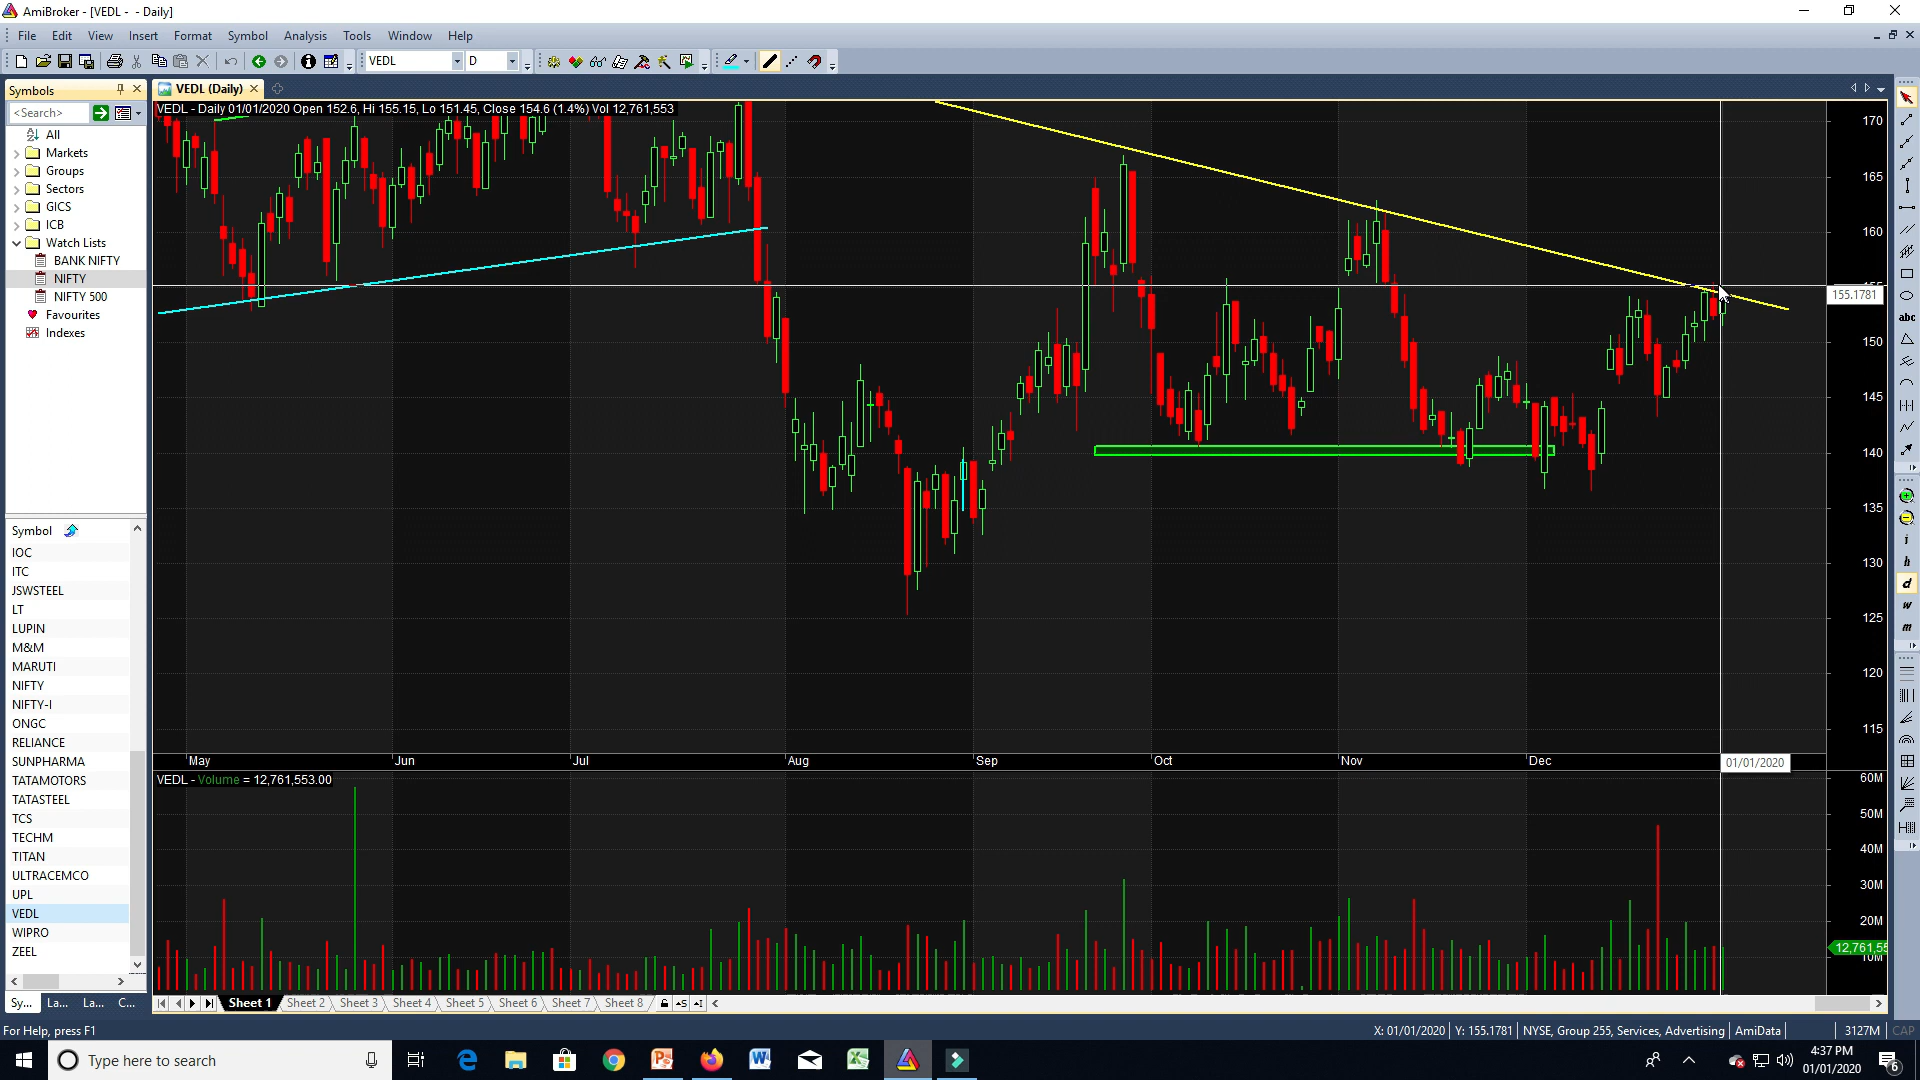 AmiBroker - [VEDL - - Daily]
File Edit View Insert Format Symbol Analysis Tools Window Help
VEDL D
Symbols
VEDL (Daily)
<Search>
VEDL - Daily 01/01/2020 Open 152.6, Hi 155.15, Lo 151.45, Close 154.6 (1.4%) Vol 12,761,553
All
Markets
Groups
Sectors
GICS
ICB
Watch Lists
BANK NIFTY
NIFTY
NIFTY 500
Favourites
Indexes
170
165
160
155.1781
150
145
140
135
130
125
120
115
abc
i
h
d
w
m
May Jun Jul Aug Sep Oct Nov Dec 01/01/2020
VEDL - Volume = 12,761,553.00
60M
50M
40M
30M
20M
12,761,55
10M
Symbol
IOC
ITC
JSWSTEEL
LT
LUPIN
M&M
MARUTI
NIFTY
NIFTY-I
ONGC
RELIANCE
SUNPHARMA
TATAMOTORS
TATASTEEL
TCS
TECHM
TITAN
ULTRACEMCO
UPL
VEDL
WIPRO
ZEEL
Sy... La... La... C...
Sheet 1 Sheet 2 Sheet 3 Sheet 4 Sheet 5 Sheet 6 Sheet 7 Sheet 8
For Help, press F1
X: 01/01/2020 Y: 155.1781 NYSE, Group 255, Services, Advertising AmiData 3127M CAP
Type here to search
4:37 PM
01/01/2020
6